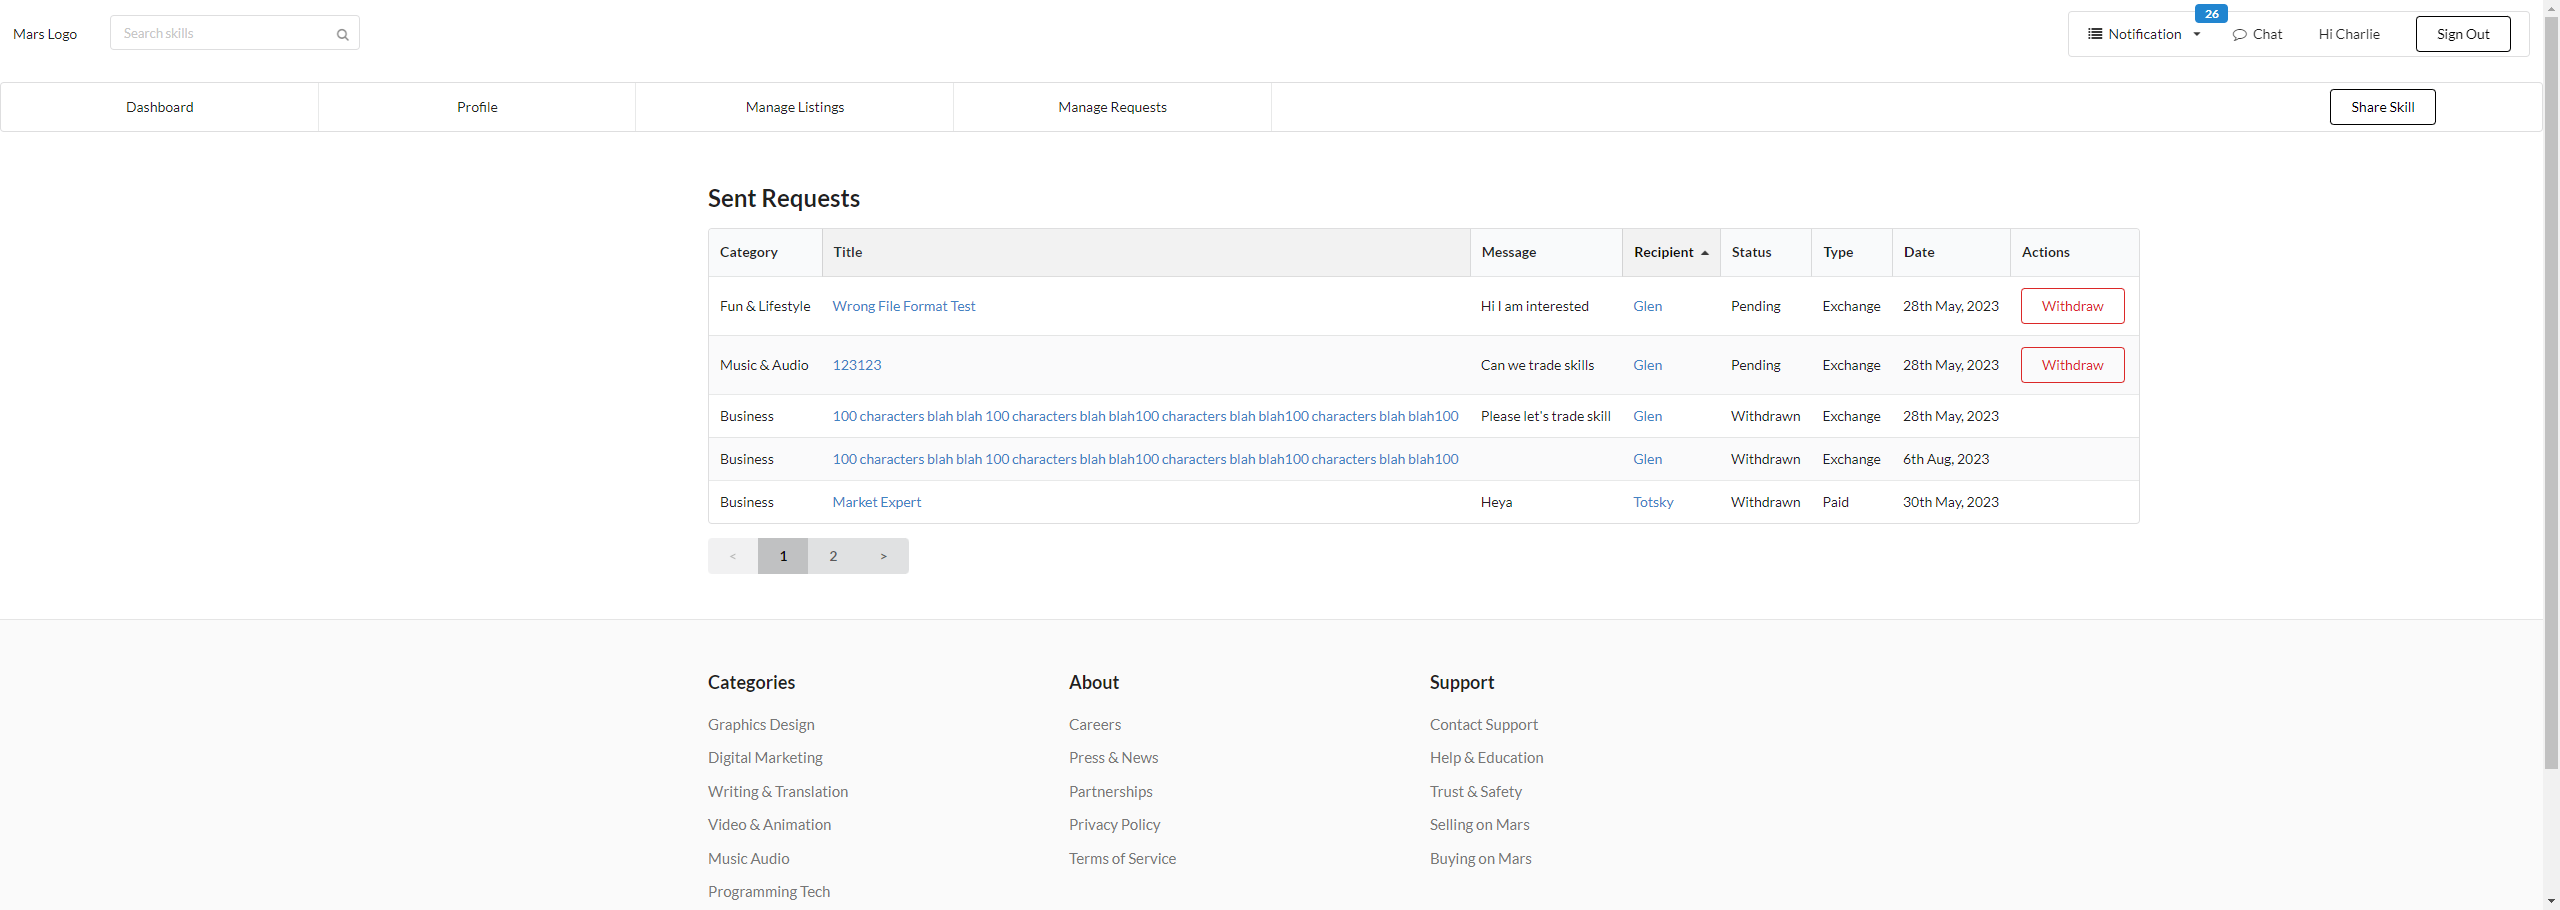 26
Mars Logo Search skills Notification Chat Hi Charlie Sign Out
Dashboard Profile Manage Listings Manage Requests Share Skill
Sent Requests
Category Title Message Recipient Status Type Date Actions
Fun & Lifestyle Wrong File Format Test Hi I am interested Glen Pending Exchange 28th May, 2023 Withdraw
Music & Audio 123123 Can we trade skills Glen Pending Exchange 28th May, 2023 Withdraw
Business 100 characters blah blah 100 characters blah blah100 characters blah blah100 characters blah blah100 Please let's trade skill Glen Withdrawn Exchange 28th May, 2023
Business 100 characters blah blah 100 characters blah blah100 characters blah blah100 characters blah blah100 Glen Withdrawn Exchange 6th Aug, 2023
Business Market Expert Heya Totsky Withdrawn Paid 30th May, 2023
< 1 2 >
Categories
Graphics Design
Digital Marketing
Writing & Translation
Video & Animation
Music Audio
Programming Tech
About
Careers
Press & News
Partnerships
Privacy Policy
Terms of Service
Support
Contact Support
Help & Education
Trust & Safety
Selling on Mars
Buying on Mars